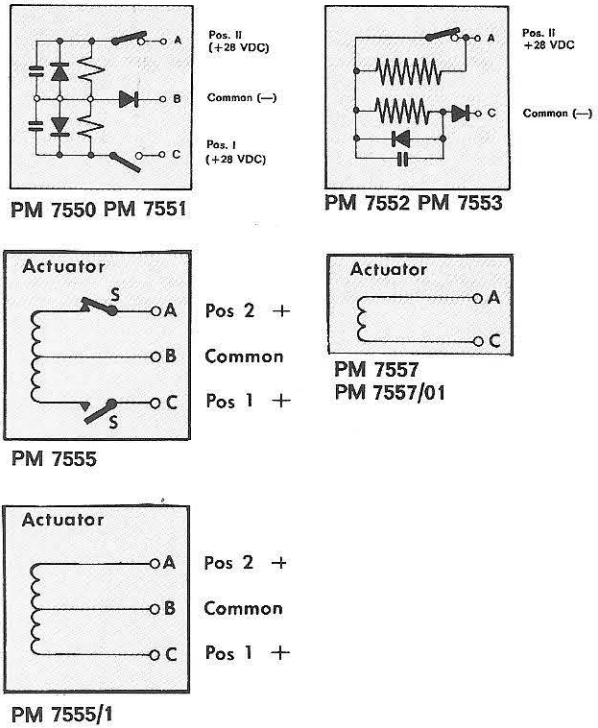 A
Pos. II
(+28 VDC)
B
Common (—)
C
Pos. I
(+28 VDC)
PM 7550 PM 7551
A
Pos. II
+28 VDC
C
Common (—)
PM 7552 PM 7553
Actuator
S
A
Pos 2 +
B
Common
C
Pos 1 +
S
PM 7555
Actuator
A
C
PM 7557
PM 7557/01
Actuator
A
Pos 2 +
B
Common
C
Pos 1 +
PM 7555/1